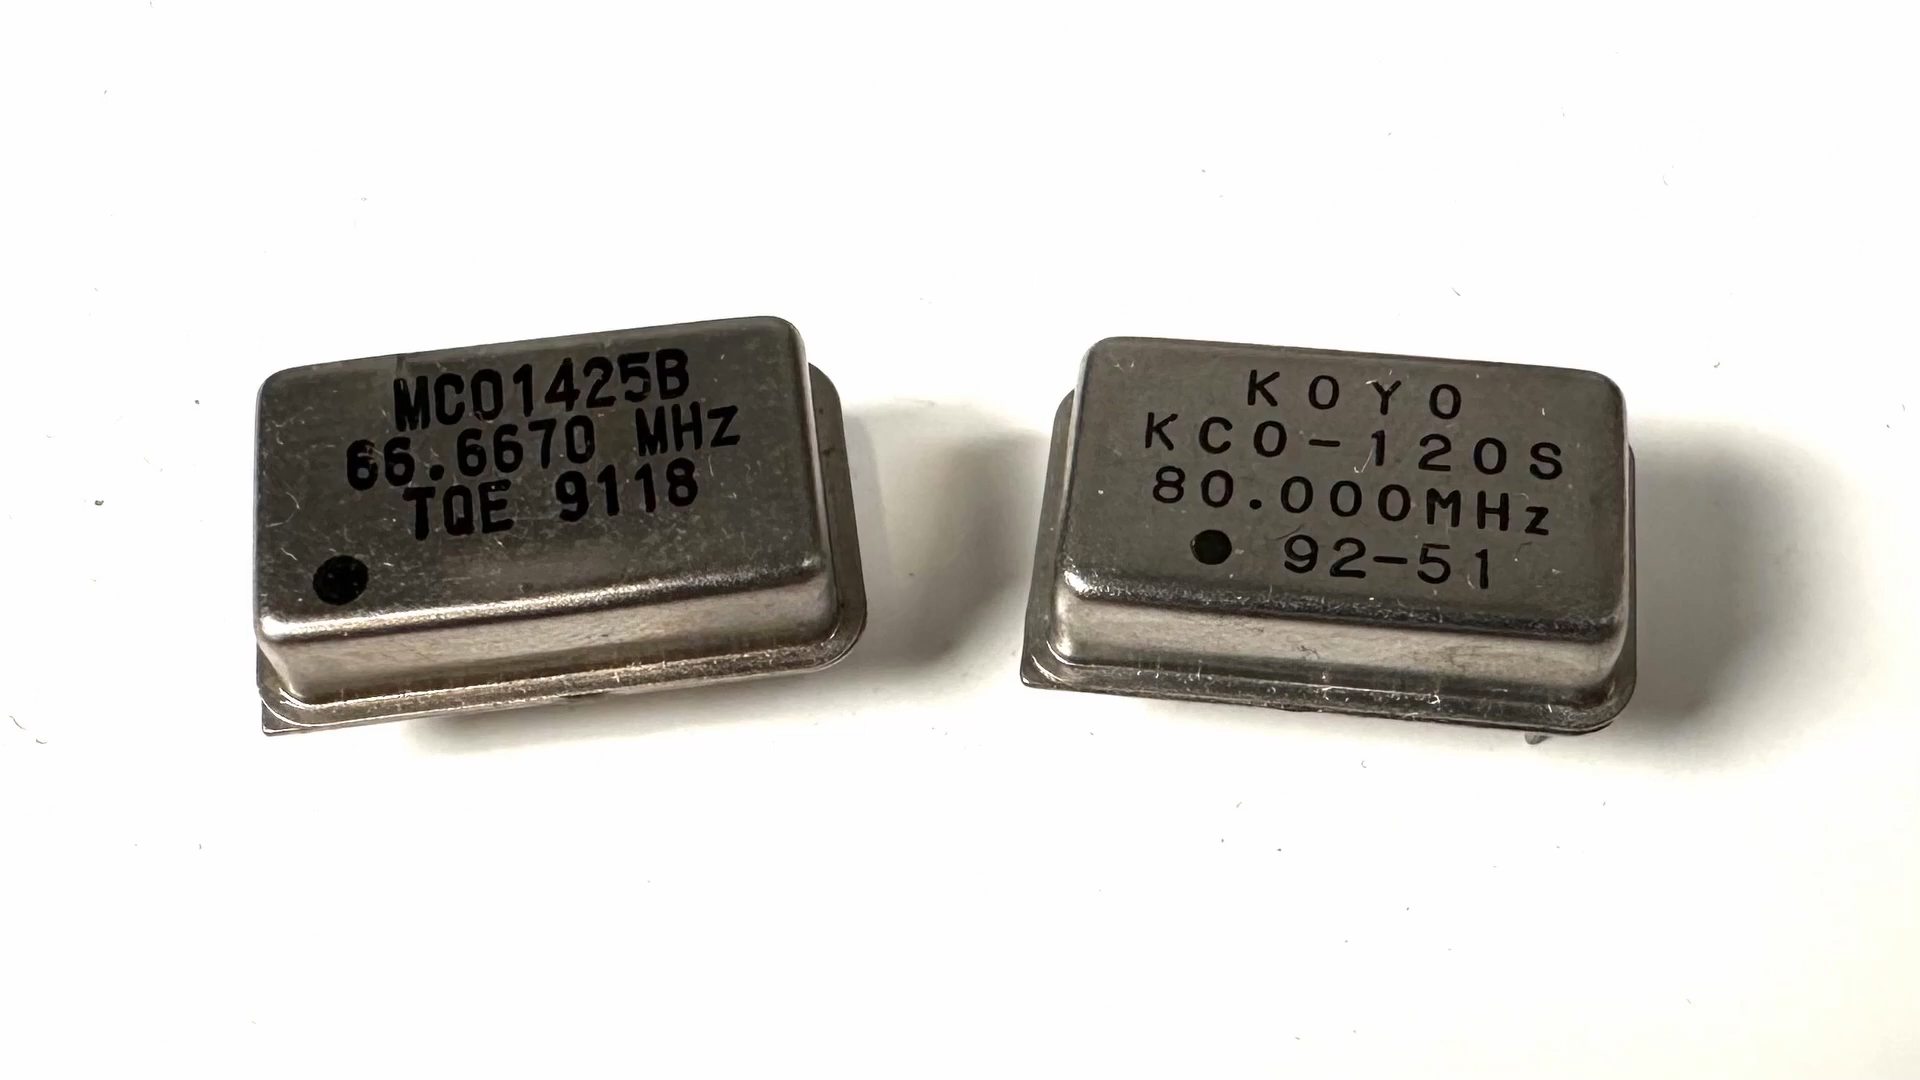 MCO1425B
66.6670 MHz
TQE 9118
KOYO
KCO-120S
80.000MHz
92-51